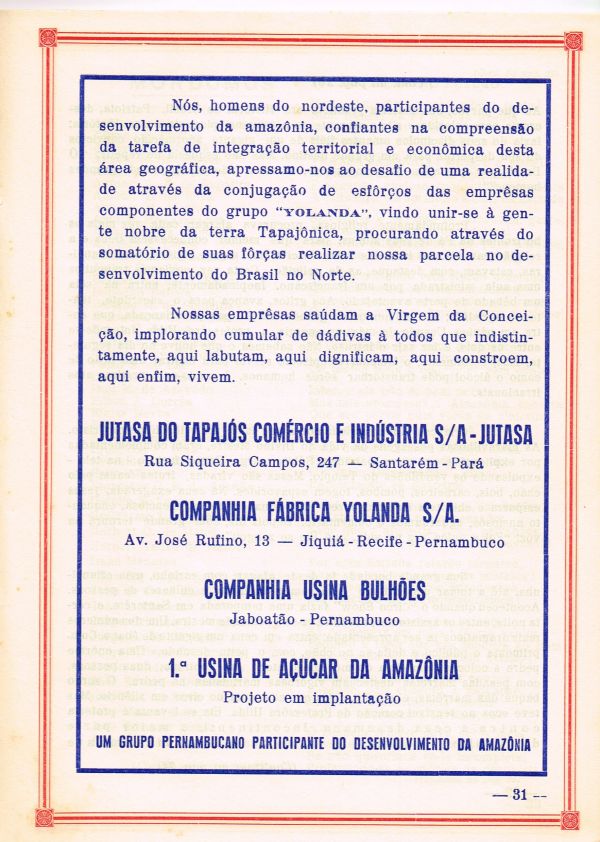 Nós, homens do nordeste, participantes do de-
senvolvimento da amazônia, confiantes na compreensão
da tarefa de integração territorial e econômica desta
área geográfica, apressamo-nos ao desafio de uma realida-
de através da conjugação de esfôrços das emprêsas
componentes do grupo "YOLANDA", vindo unir-se à gen-
te nobre da terra Tapajônica, procurando através do
somatório de suas fôrças realizar nossa parcela no de-
senvolvimento do Brasil no Norte.
Nossas emprêsas saúdam a Virgem da Concei-
ção, implorando cumular de dádivas à todos que indistin-
tamente, aqui labutam, aqui dignificam, aqui constroem,
aqui enfim, vivem.
JUTASA DO TAPAJÓS COMÉRCIO E INDÚSTRIA S/A-JUTASA
Rua Siqueira Campos, 247 — Santarém - Pará
COMPANHIA FÁBRICA YOLANDA S/A.
Av. José Rufino, 13 — Jiquiá - Recife - Pernambuco
COMPANHIA USINA BULHÕES
Jaboatão - Pernambuco
1.ª USINA DE AÇUCAR DA AMAZÔNIA
Projeto em implantação
UM GRUPO PERNAMBUCANO PARTICIPANTE DO DESENVOLVIMENTO DA AMAZÔNIA
— 31 --